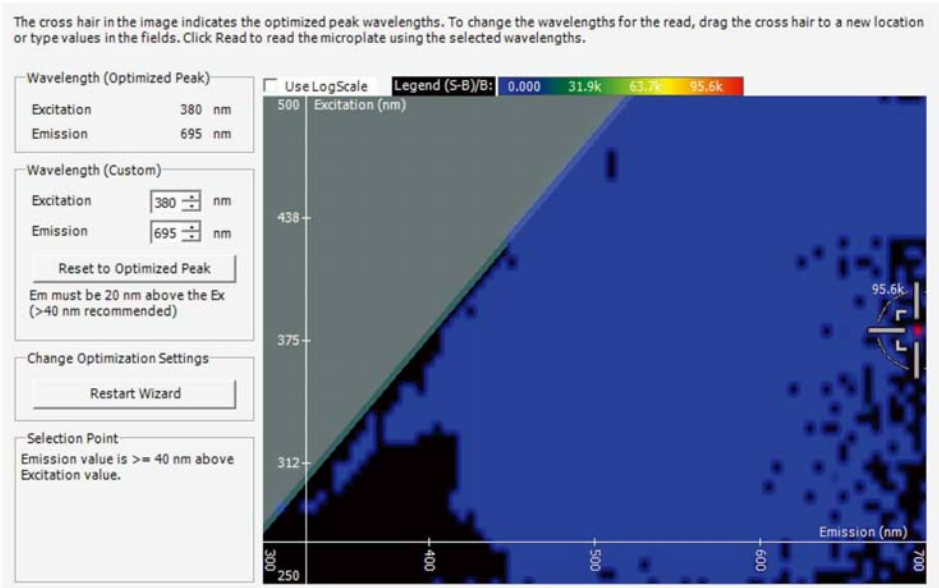 The cross hair in the image indicates the optimized peak wavelengths. To change the wavelengths for the read, drag the cross hair to a new location
or type values in the fields. Click Read to read the microplate using the selected wavelengths.
Wavelength (Optimized Peak)
Excitation 380 nm
Emission 695 nm
Wavelength (Custom)
Excitation 380 nm
Emission 695 nm
Reset to Optimized Peak
Em must be 20 nm above the Ex
(>40 nm recommended)
Change Optimization Settings
Restart Wizard
Selection Point
Emission value is >= 40 nm above
Excitation value.
Use LogScale Legend (S-B)/B: 0.000 31.9k 63.7k 95.6k
500 Excitation (nm)
438
95.6k
375
312
Emission (nm)
300 400 500 600 700
250